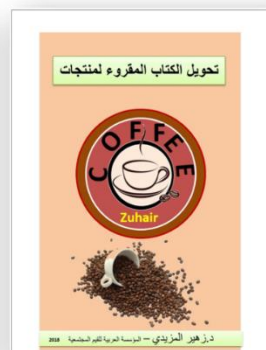 تحويل الكتاب المقروء لمنتجات
COFFEE
Zuhair
د.زهير المزيدي – المؤسسة العربية للقيم المجتمعية 2018